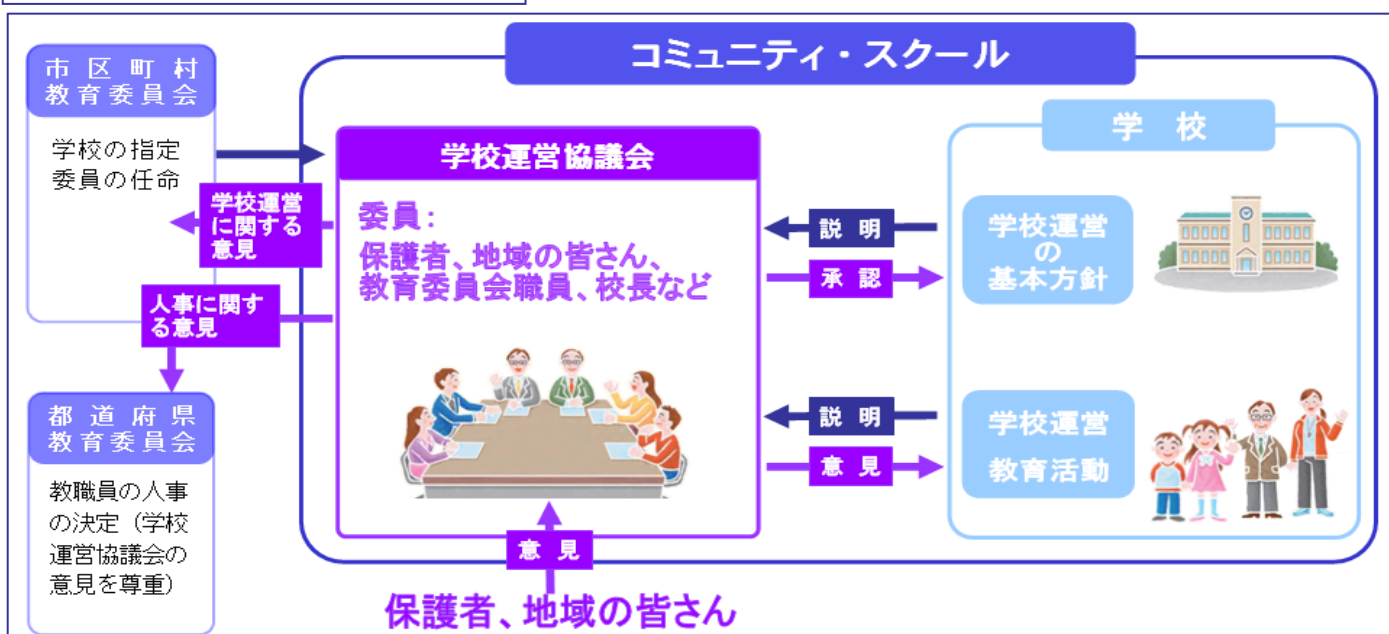 コミュニティ・スクール
市区町村
教育委員会
学校の指定
委員の任命
学校運営
に関する
意見
人事に関す
る意見
都道府県
教育委員会
教職員の人事
の決定（学校
運営協議会の
意見を尊重）
学校運営協議会
委員：
保護者、地域の皆さん、
教育委員会職員、校長など
意見
保護者、地域の皆さん
説明
承認
説明
意見
学校
学校運営
の
基本方針
学校運営
教育活動